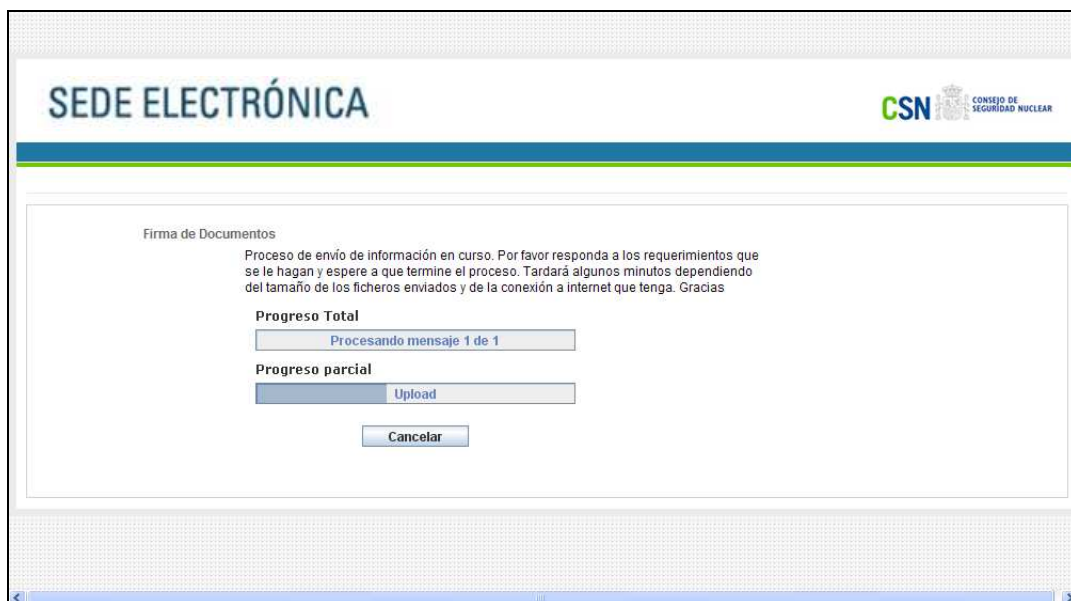 SEDE ELECTRÓNICA
CSN
CONSEJO DE
SEGURIDAD NUCLEAR
Firma de Documentos
Proceso de envío de información en curso. Por favor responda a los requerimientos que
se le hagan y espere a que termine el proceso. Tardará algunos minutos dependiendo
del tamaño de los ficheros enviados y de la conexión a internet que tenga. Gracias
Progreso Total
Procesando mensaje 1 de 1
Progreso parcial
Upload
Cancelar